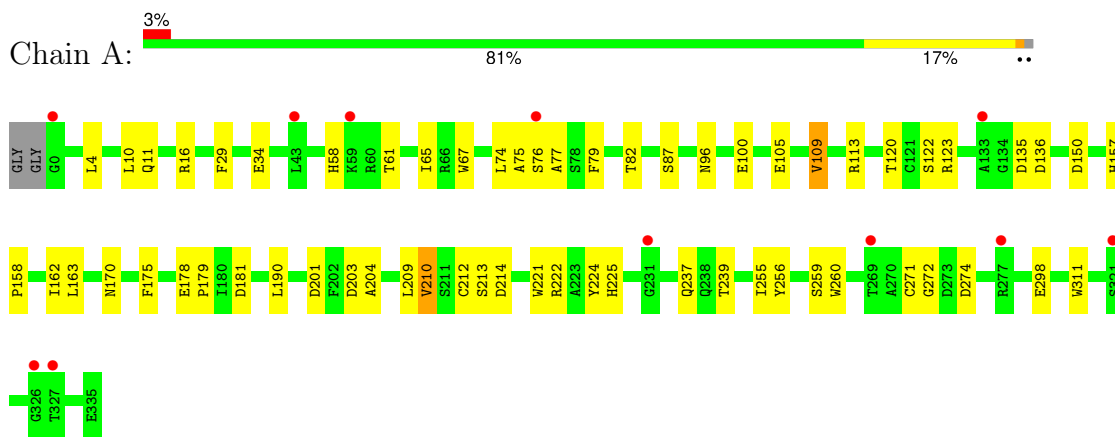 3%
Chain A:
81% 17% ••
GLY GLY G0 L4 L10 Q11 R16 F29 E34 L43 H58 K59 R60 T61 I65 R66 W67 L74 A75 S76 A77 S78 F79 T82 S87 N96 E100 E105 V109 R113 T120 C121 S122 R123 A133 G134 D135 D136 D150 H157
P158 I162 L163 N170 F175 E178 P179 I180 D181 L190 D201 F202 D203 A204 L209 V210 S211 C212 S213 D214 W221 R222 A223 Y224 H225 G231 Q237 Q238 T239 I255 Y256 S259 W260 T269 A270 C271 G272 D273 D274 R277 E298 W311 S321
G326 T327 E335